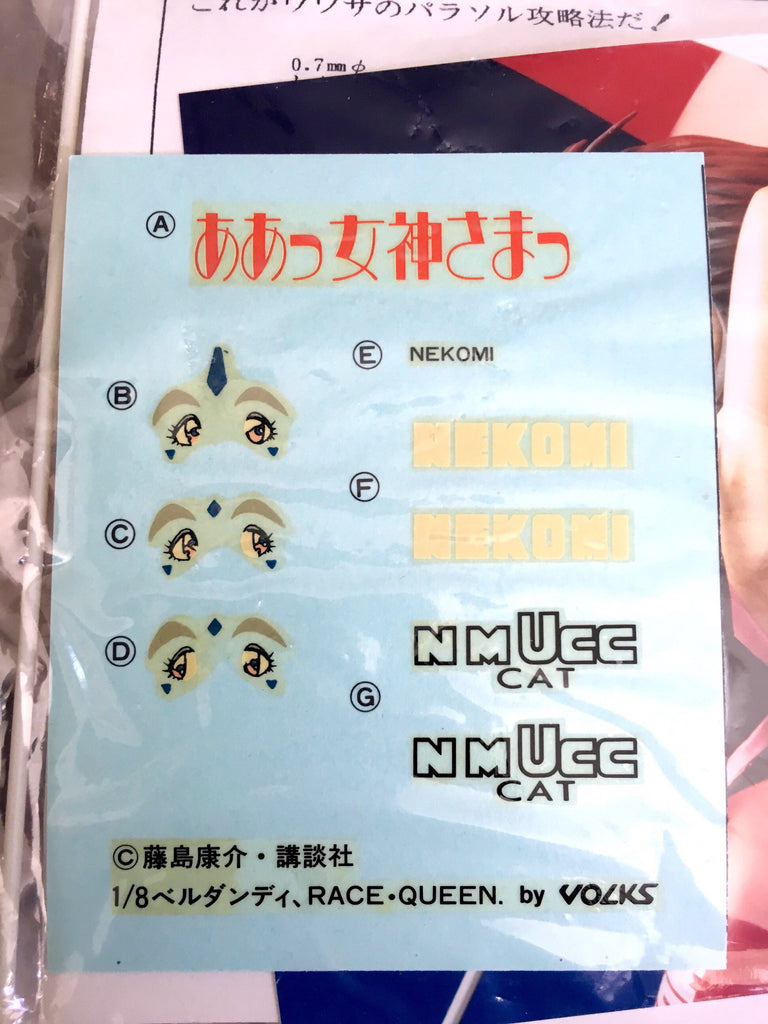 これがウワサのパラソル攻略法だ!
0.7mmφ
Ⓐ ああっ女神さまっ
Ⓑ
Ⓒ
Ⓓ
Ⓔ NEKOMI
Ⓕ
NEKOMI
NEKOMI
Ⓖ
NMUCC
CAT
NMUCC
CAT
©藤島康介・講談社
1/8ベルダンディ、RACE・QUEEN. by VOLKS